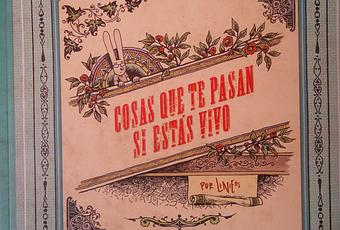 COSAS QUE TE PASAN
SI ESTÁS VIVO
POR LINIERS